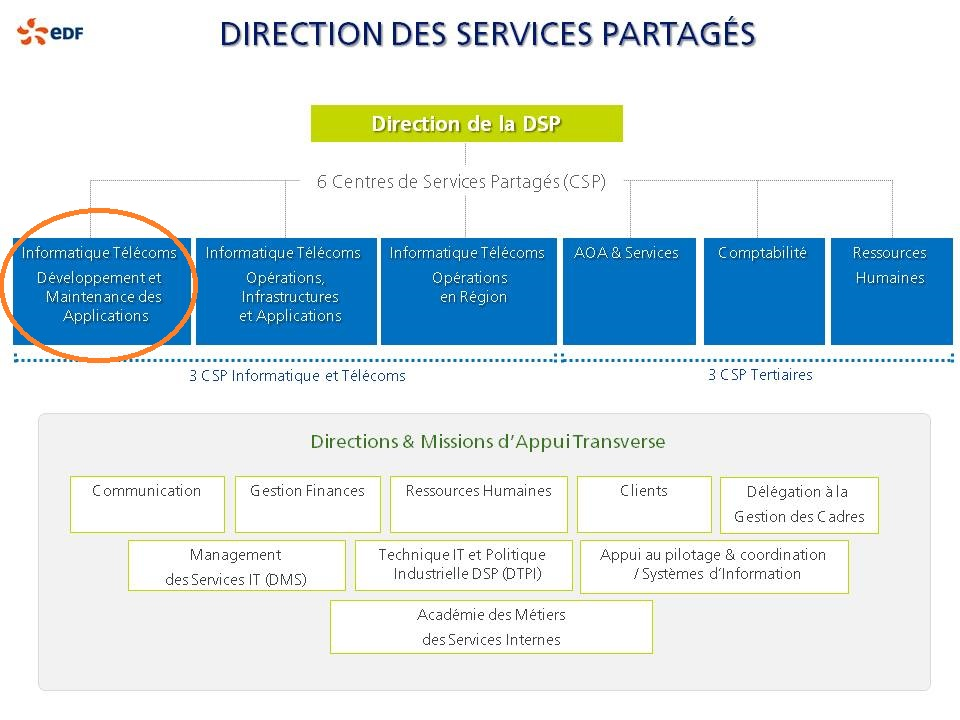 edf
DIRECTION DES SERVICES PARTAGÉS
Direction de la DSP
6 Centres de Services Partagés (CSP)
Informatique Télécoms
Développement et
Maintenance des
Applications
Informatique Télécoms
Opérations,
Infrastructures
et Applications
Informatique Télécoms
Opérations
en Région
AOA & Services
Comptabilité
Ressources
Humaines
3 CSP Informatique et Télécoms
3 CSP Tertiaires
Directions & Missions d’Appui Transverse
Communication
Gestion Finances
Ressources Humaines
Clients
Délégation à la
Gestion des Cadres
Management
des Services IT (DMS)
Technique IT et Politique
Industrielle DSP (DTPI)
Appui au pilotage & coordination
/ Systèmes d’Information
Académie des Métiers
des Services Internes